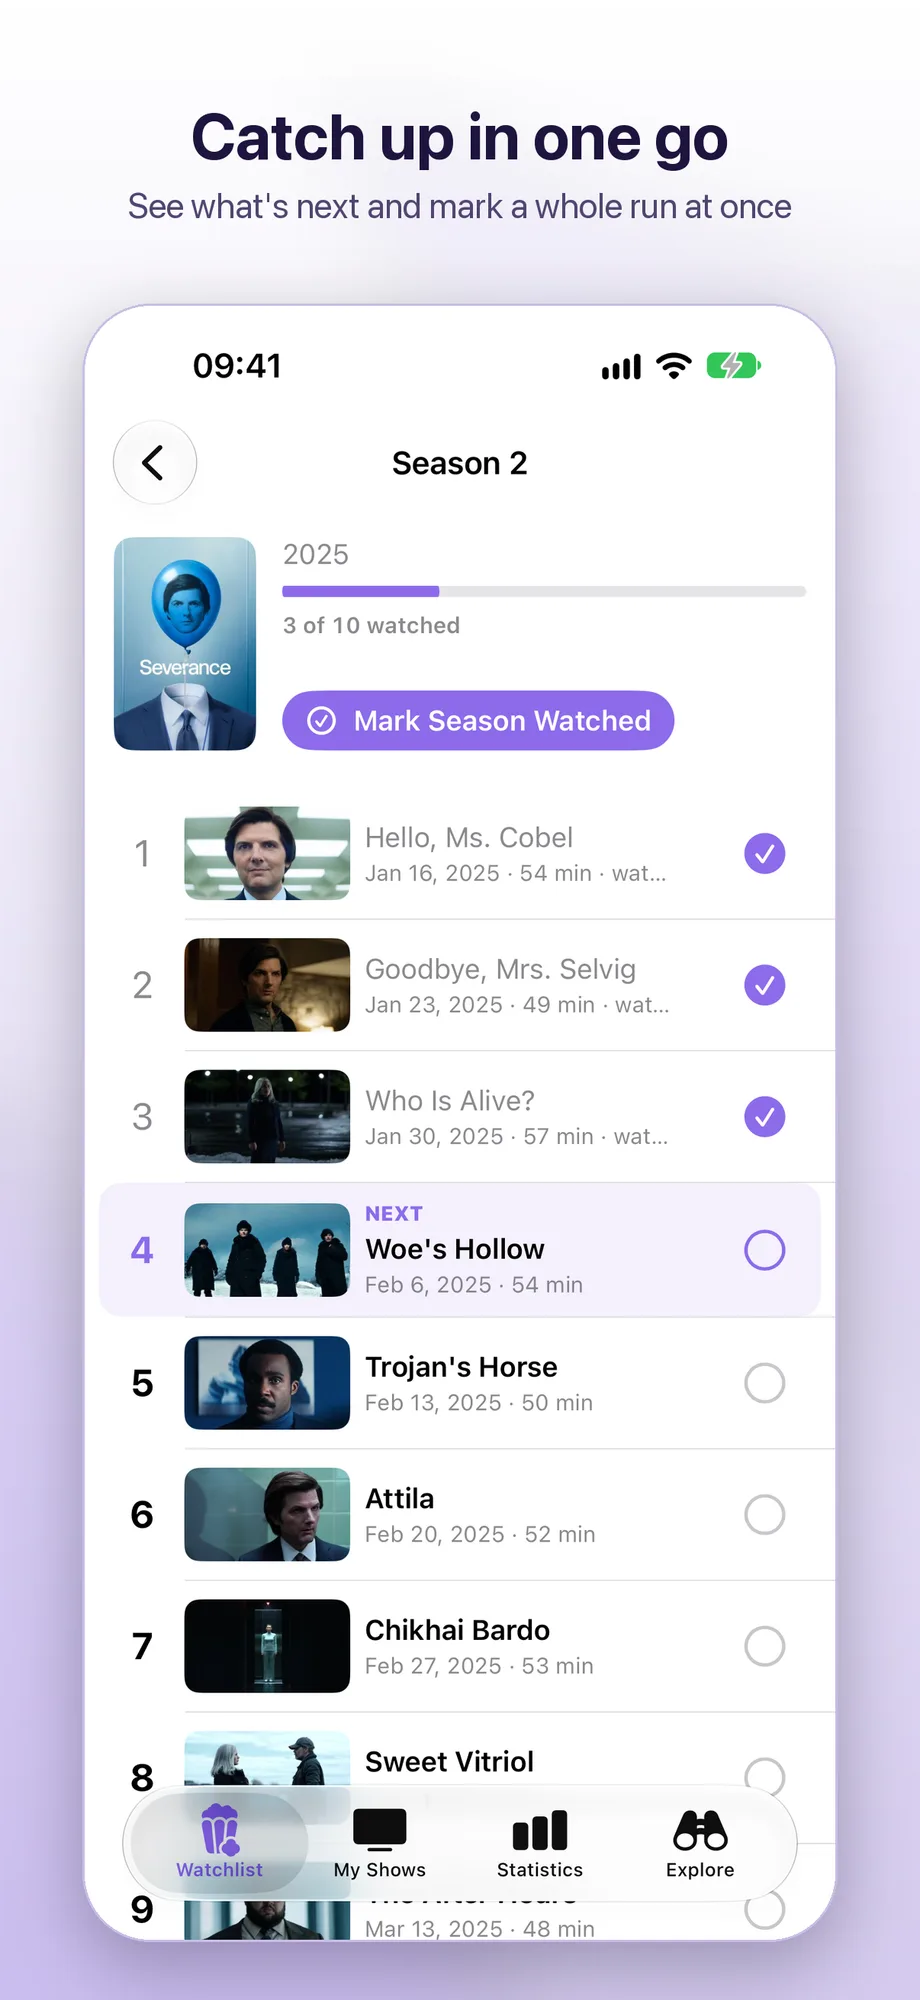 Catch up in one go
See what's next and mark a whole run at once
09:41
Season 2
Severance
2025
3 of 10 watched
Mark Season Watched
1
Hello, Ms. Cobel
Jan 16, 2025 · 54 min · wat...
2
Goodbye, Mrs. Selvig
Jan 23, 2025 · 49 min · wat...
3
Who Is Alive?
Jan 30, 2025 · 57 min · wat...
NEXT
4
Woe's Hollow
Feb 6, 2025 · 54 min
5
Trojan's Horse
Feb 13, 2025 · 50 min
6
Attila
Feb 20, 2025 · 52 min
7
Chikhai Bardo
Feb 27, 2025 · 53 min
8
Sweet Vitriol
Watchlist
My Shows
Statistics
Explore
9
Mar 13, 2025 · 48 min